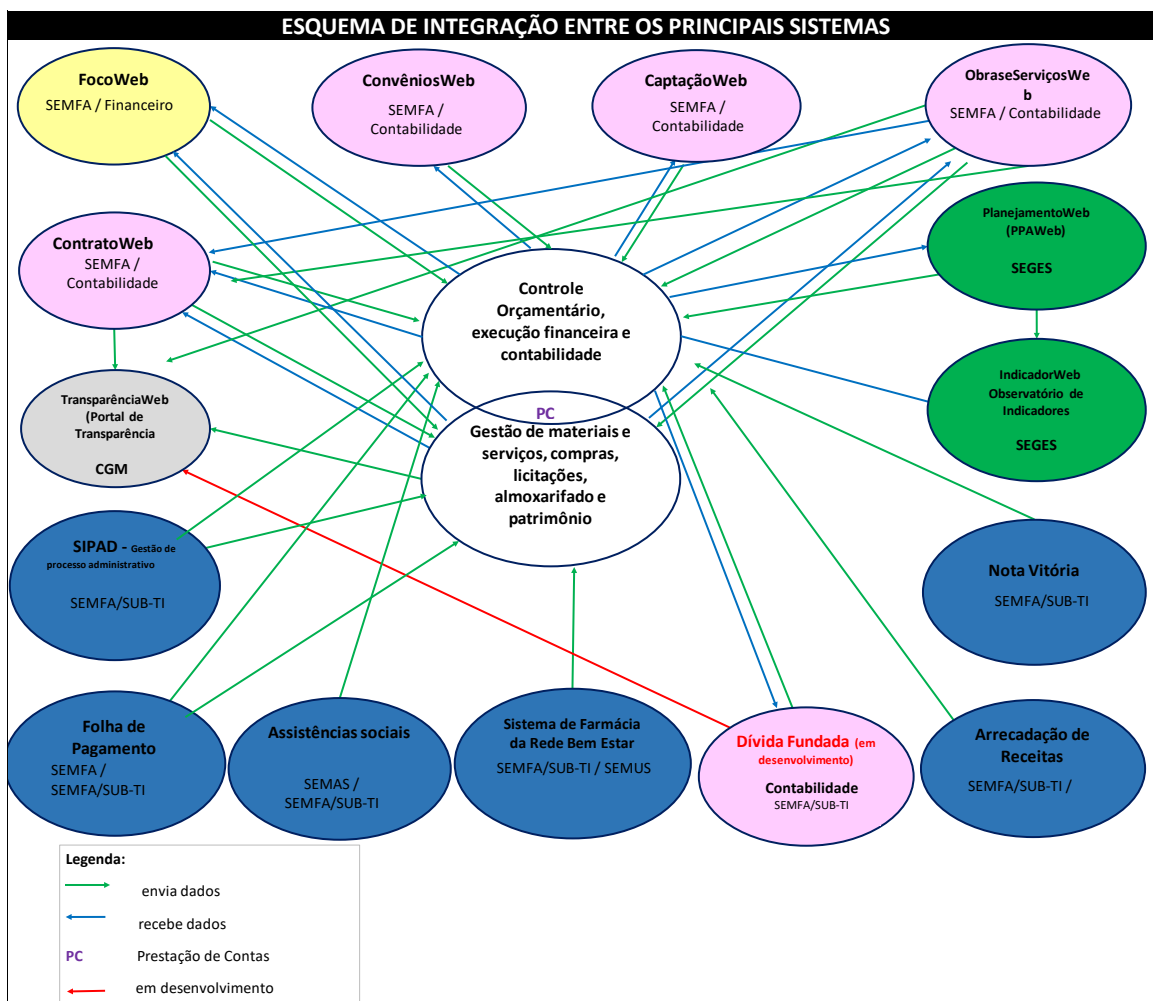 ESQUEMA DE INTEGRAÇÃO ENTRE OS PRINCIPAIS SISTEMAS
FocoWeb
SEMFA / Financeiro
ConvêniosWeb
SEMFA /
Contabilidade
CaptaçãoWeb
SEMFA /
Contabilidade
ObraseServiçosWe
b
SEMFA / Contabilidade
ContratoWeb
SEMFA /
Contabilidade
PlanejamentoWeb
(PPAWeb)
SEGES
Controle
Orçamentário,
execução financeira e
contabilidade
TransparênciaWeb
(Portal de
Transparência
CGM
IndicadorWeb
Observatório de
Indicadores
SEGES
PC
Gestão de materiais e
serviços, compras,
licitações,
almoxarifado e
patrimônio
SIPAD - Gestão de
processo administrativo
SEMFA/SUB-TI
Nota Vitória
SEMFA/SUB-TI
Folha de
Pagamento
SEMFA /
SEMFA/SUB-TI
Assistências sociais
SEMAS /
SEMFA/SUB-TI
Sistema de Farmácia
da Rede Bem Estar
SEMFA/SUB-TI / SEMUS
Dívida Fundada (em
desenvolvimento)
Contabilidade
SEMFA/SUB-TI
Arrecadação de
Receitas
SEMFA/SUB-TI /
Legenda:
envia dados
recebe dados
PC Prestação de Contas
em desenvolvimento